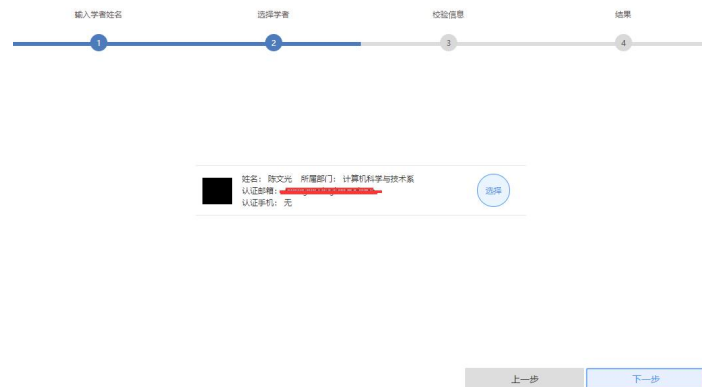 输入学者姓名 选择学者 校验信息 结果
1 2 3 4
姓名： 陈文光 所属部门： 计算机科学与技术系
认证邮箱：
选择
认证手机： 无
上一步 下一步